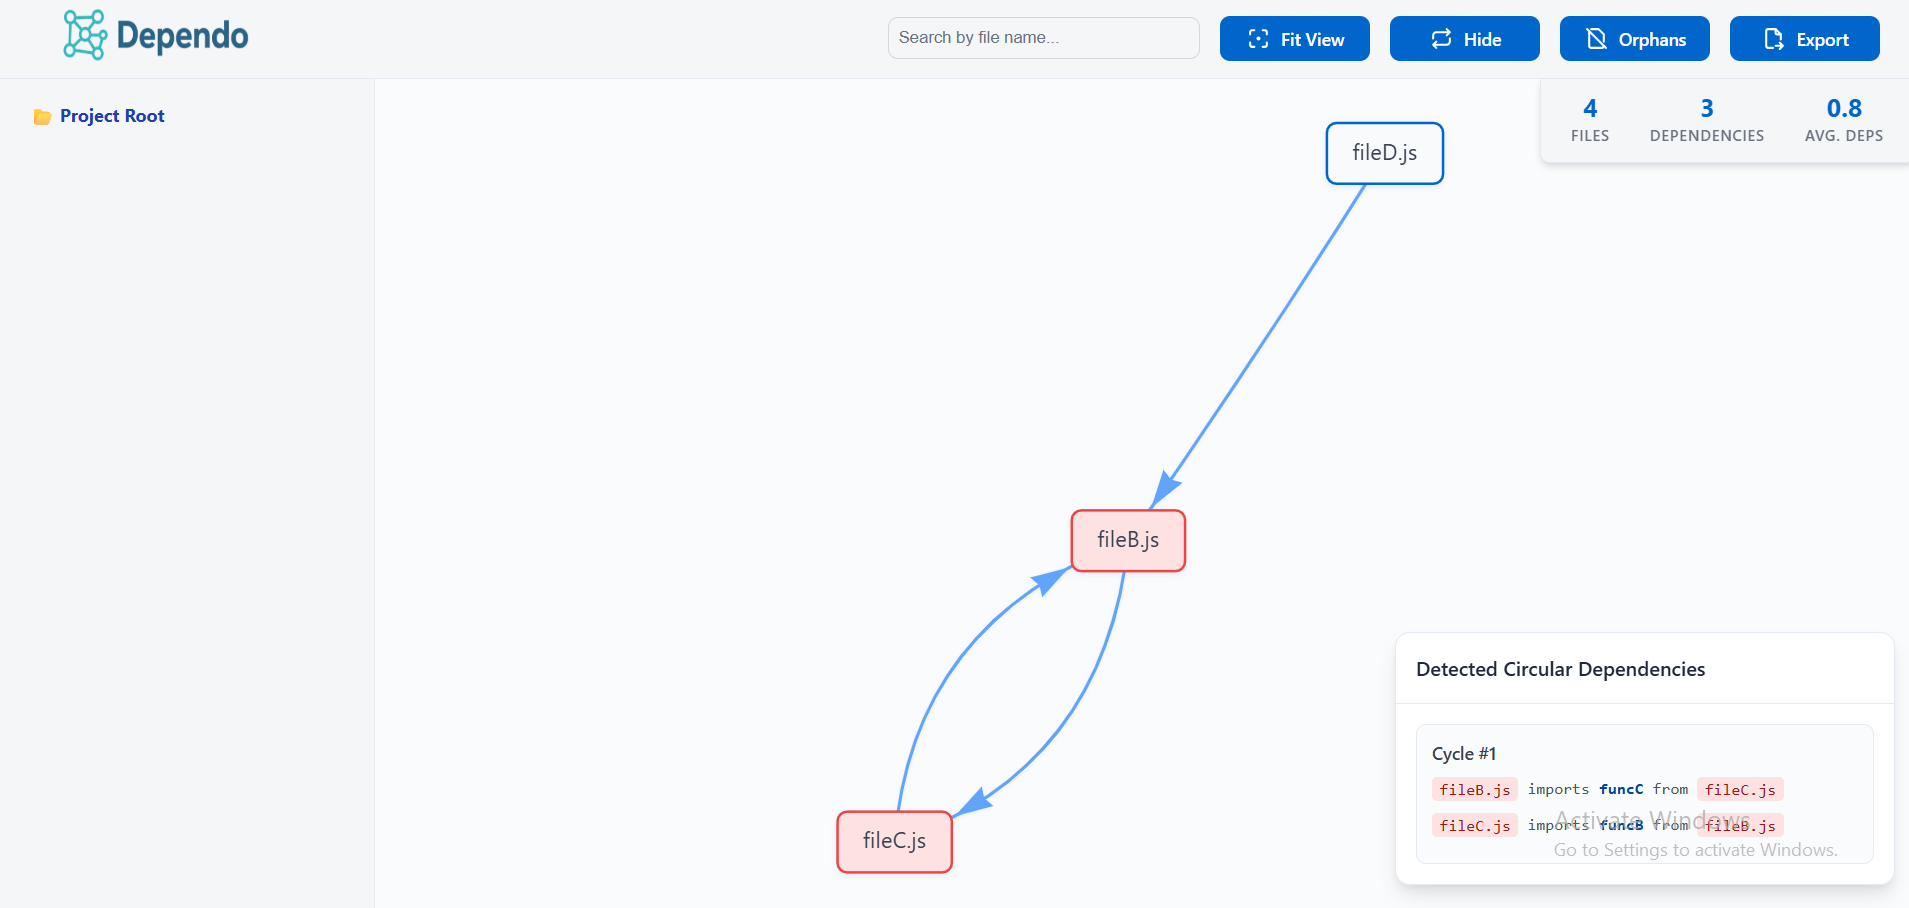 Dependo
Search by file name...
Fit View
Hide
Orphans
Export
Project Root
4
FILES
3
DEPENDENCIES
0.8
AVG. DEPS
fileD.js
fileB.js
fileC.js
Detected Circular Dependencies
Cycle #1
fileB.js imports funcC from fileC.js
fileC.js imports funcB from fileB.js
Activate Windows
Go to Settings to activate Windows.